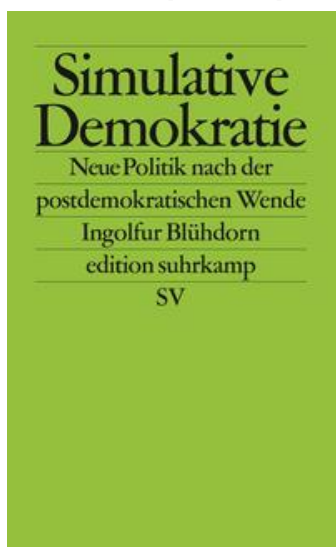 Simulative
Demokratie
Neue Politik nach der
postdemokratischen Wende
Ingolfur Blühdorn
edition suhrkamp
SV